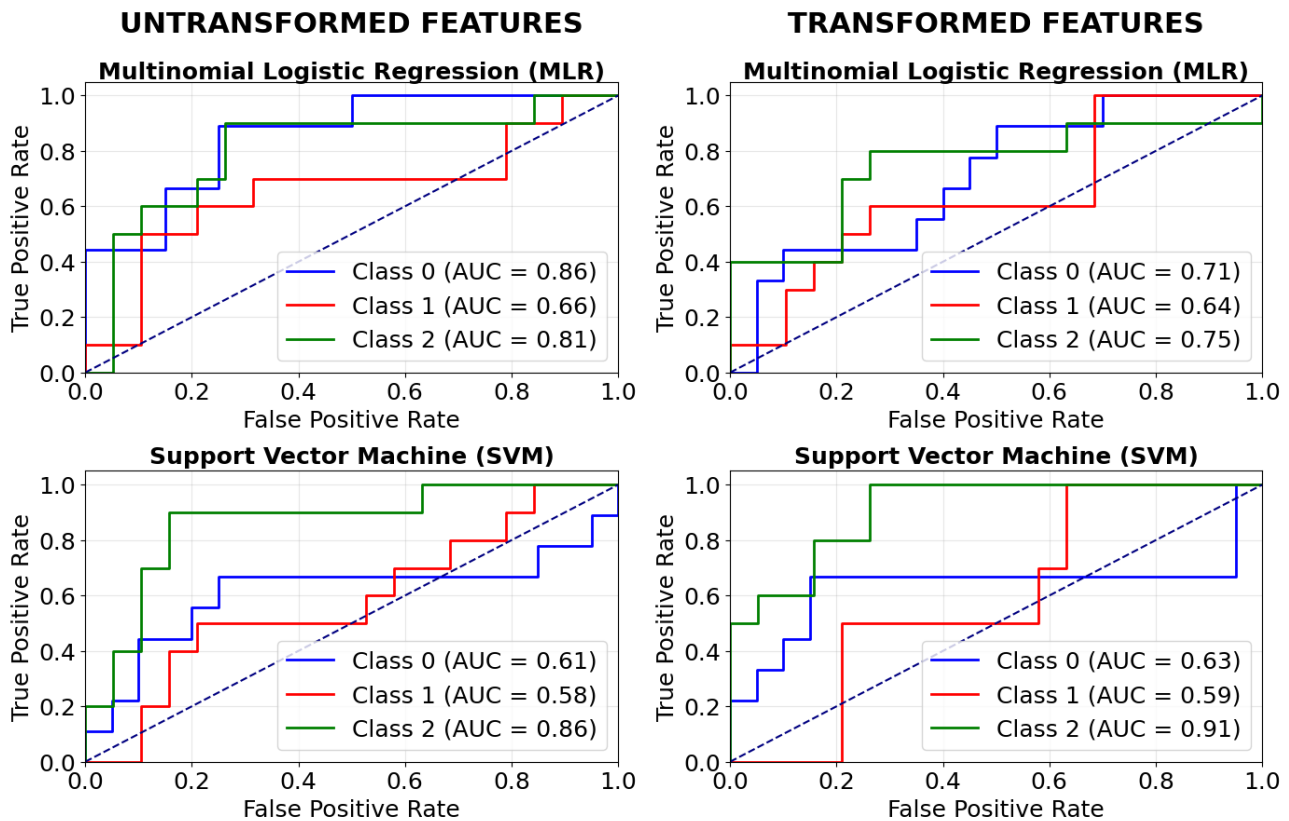 UNTRANSFORMED FEATURES
TRANSFORMED FEATURES
Multinomial Logistic Regression (MLR)
True Positive Rate
1.0
0.8
0.6
0.4
0.2
0.0
Class 0 (AUC = 0.86)
Class 1 (AUC = 0.66)
Class 2 (AUC = 0.81)
0.0 0.2 0.4 0.6 0.8 1.0
False Positive Rate
Multinomial Logistic Regression (MLR)
True Positive Rate
1.0
0.8
0.6
0.4
0.2
0.0
Class 0 (AUC = 0.71)
Class 1 (AUC = 0.64)
Class 2 (AUC = 0.75)
0.0 0.2 0.4 0.6 0.8 1.0
False Positive Rate
Support Vector Machine (SVM)
True Positive Rate
1.0
0.8
0.6
0.4
0.2
0.0
Class 0 (AUC = 0.61)
Class 1 (AUC = 0.58)
Class 2 (AUC = 0.86)
0.0 0.2 0.4 0.6 0.8 1.0
False Positive Rate
Support Vector Machine (SVM)
True Positive Rate
1.0
0.8
0.6
0.4
0.2
0.0
Class 0 (AUC = 0.63)
Class 1 (AUC = 0.59)
Class 2 (AUC = 0.91)
0.0 0.2 0.4 0.6 0.8 1.0
False Positive Rate